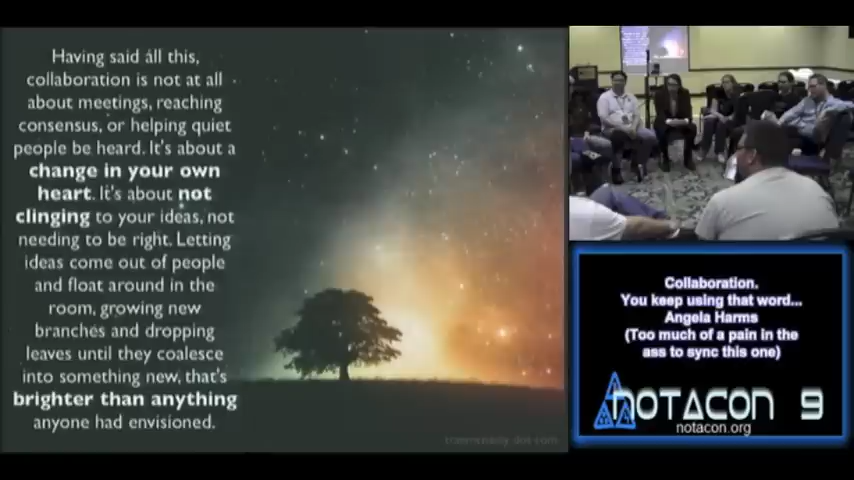 Having said all this,
collaboration is not at all
about meetings, reaching
consensus, or helping quiet
people be heard. It's about a
change in your own
heart. It's about not
clinging to your ideas, not
needing to be right. Letting
ideas come out of people
and float around in the
room, growing new
branches and dropping
leaves until they coalesce
into something new, that's
brighter than anything
anyone had envisioned.
Collaboration.
You keep using that word...
Angela Harms
(Too much of a pain in the
ass to sync this one)
NOTACON 9
notacon.org